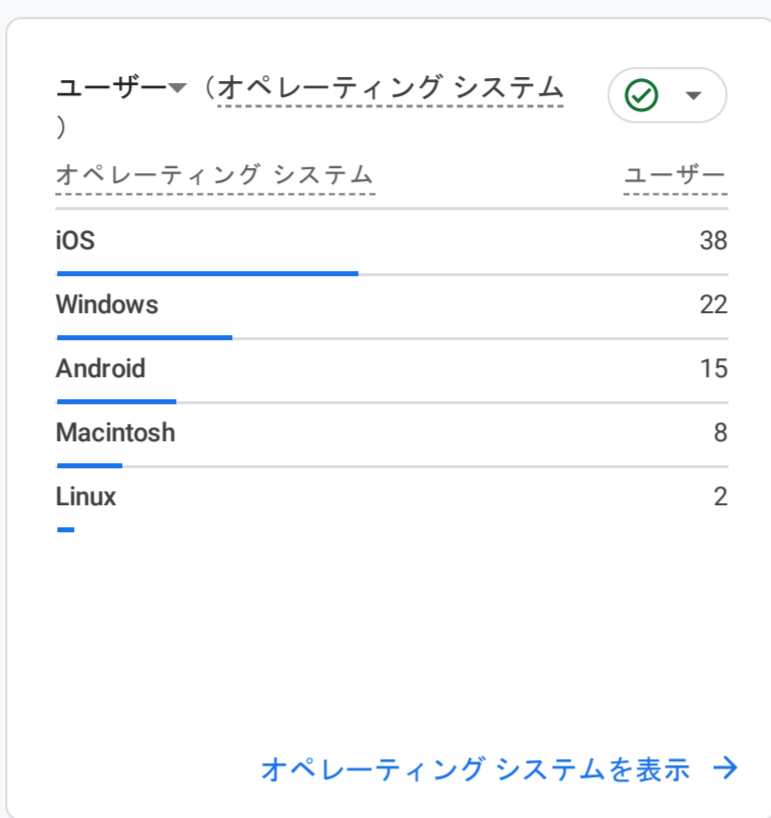 ユーザー （オペレーティング システム
）
オペレーティング システム ユーザー
iOS 38
Windows 22
Android 15
Macintosh 8
Linux 2
オペレーティング システムを表示 →